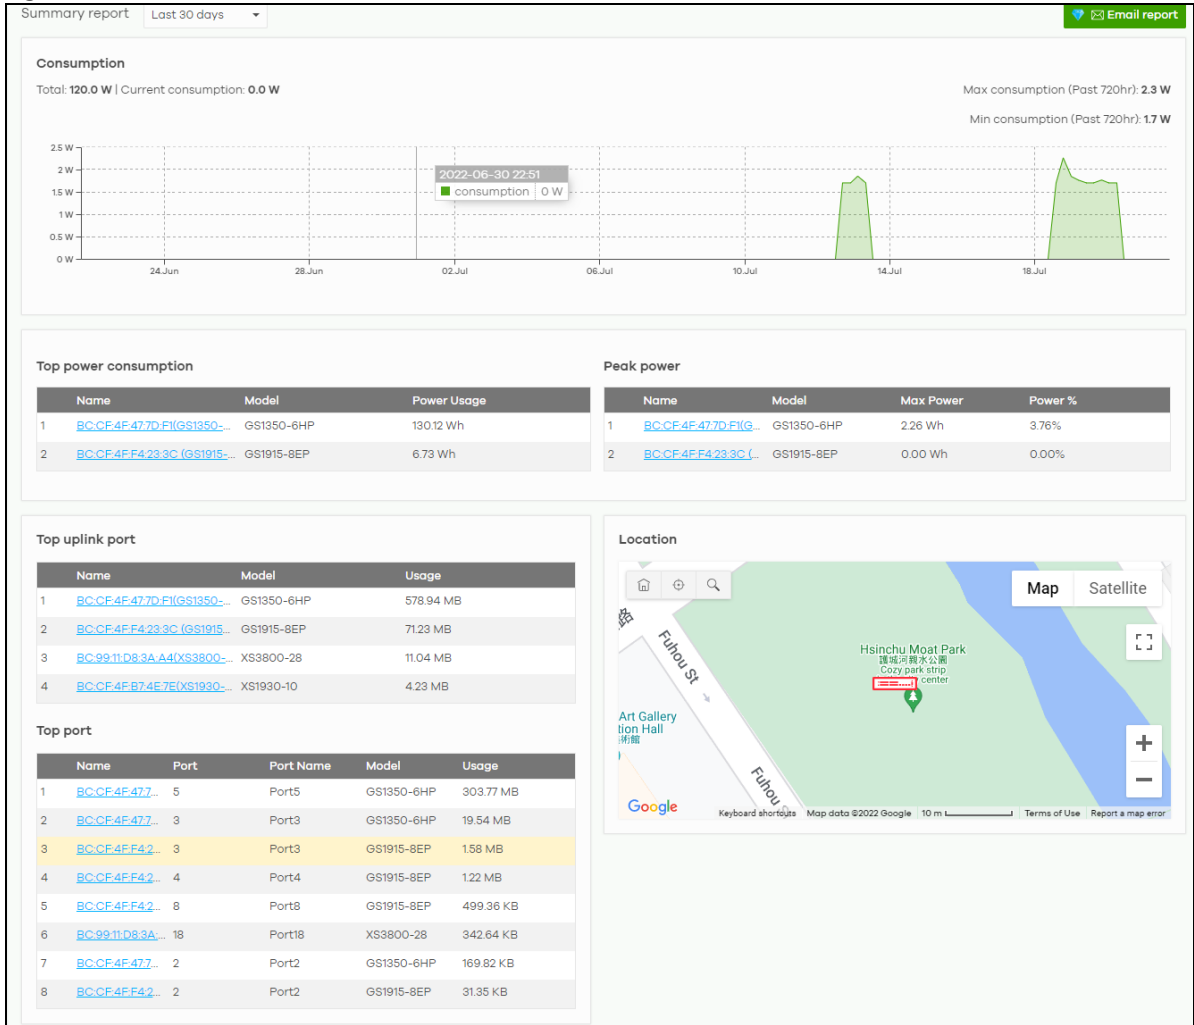 Summary report Last 30 days Email report
Consumption
Total: 120.0 W | Current consumption: 0.0 W
Max consumption (Past 720hr): 2.3 W
Min consumption (Past 720hr): 1.7 W
2.5 W
2 W
1.5 W
1 W
0.5 W
0 W
2022-06-30 22:51
consumption 0 W
24.Jun 28.Jun 02.Jul 06.Jul 10.Jul 14.Jul 18.Jul
Top power consumption
Name Model Power Usage
1 BC:CF:4F:47:7D:F1(GS1350-... GS1350-6HP 130.12 Wh
2 BC:CF:4F:F4:23:3C (GS1915-... GS1915-8EP 6.73 Wh
Peak power
Name Model Max Power Power %
1 BC:CF:4F:47:7D:F1(G... GS1350-6HP 2.26 Wh 3.76%
2 BC:CF:4F:F4:23:3C (... GS1915-8EP 0.00 Wh 0.00%
Top uplink port
Name Model Usage
1 BC:CF:4F:47:7D:F1(GS1350-... GS1350-6HP 578.94 MB
2 BC:CF:4F:F4:23:3C (GS1915... GS1915-8EP 71.23 MB
3 BC:99:11:D8:3A:A4(XS3800-... XS3800-28 11.04 MB
4 BC:CF:4F:B7:4E:7E(XS1930-... XS1930-10 4.23 MB
Top port
Name Port Port Name Model Usage
1 BC:CF:4F:47:7... 5 Port5 GS1350-6HP 303.77 MB
2 BC:CF:4F:47:7... 3 Port3 GS1350-6HP 19.54 MB
3 BC:CF:4F:F4:2... 3 Port3 GS1915-8EP 1.58 MB
4 BC:CF:4F:F4:2... 4 Port4 GS1915-8EP 1.22 MB
5 BC:CF:4F:F4:2... 8 Port8 GS1915-8EP 499.36 KB
6 BC:99:11:D8:3A:... 18 Port18 XS3800-28 342.64 KB
7 BC:CF:4F:47:7... 2 Port2 GS1350-6HP 169.82 KB
8 BC:CF:4F:F4:2... 2 Port2 GS1915-8EP 31.35 KB
Location
Map Satellite
路
Fuhou St
Hsinchu Moat Park
護城河親水公園
Cozy park strip
center
Art Gallery
tion Hall
術館
Fuhou
Google
Keyboard shortcuts Map data ©2022 Google 10 m Terms of Use Report a map error